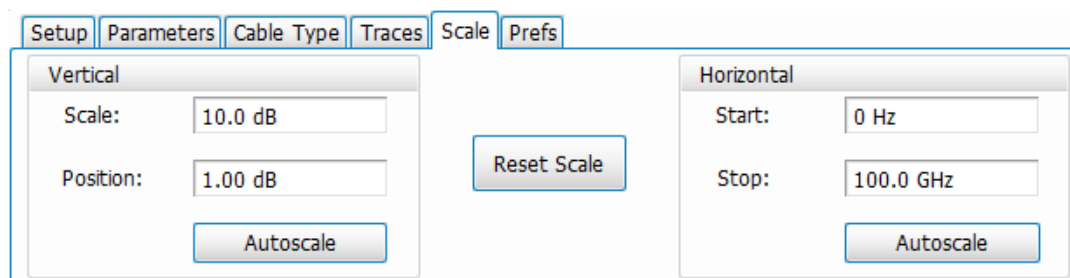 Setup Parameters Cable Type Traces Scale Prefs
Vertical
Scale: 10.0 dB
Position: 1.00 dB
Autoscale
Reset Scale
Horizontal
Start: 0 Hz
Stop: 100.0 GHz
Autoscale